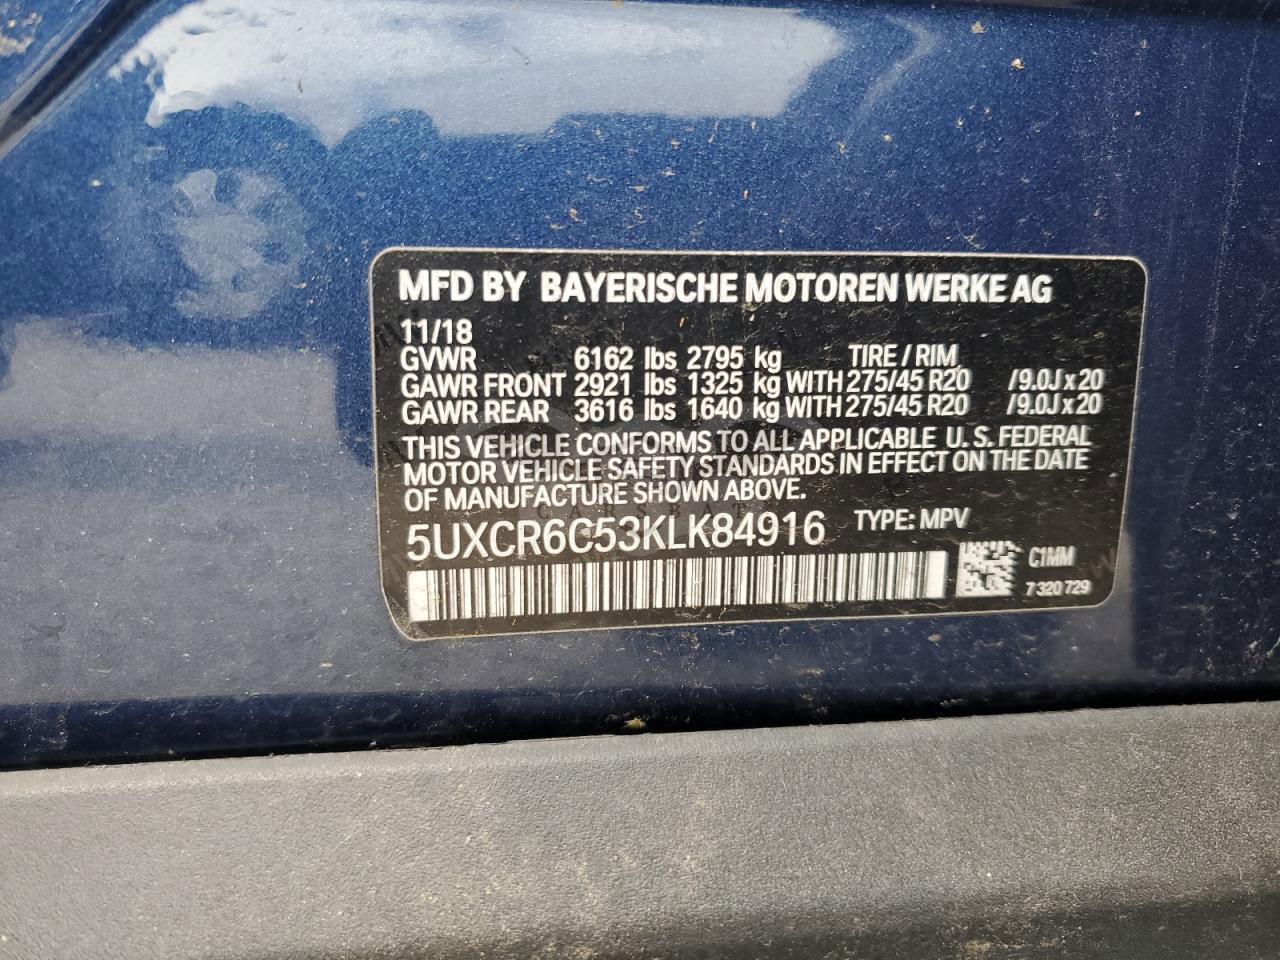 MFD BY BAYERISCHE MOTOREN WERKE AG
11/18
GVWR 6162 lbs 2795 kg TIRE / RIM
GAWR FRONT 2921 lbs 1325 kg WITH 275/45 R20 /9.0J x 20
GAWR REAR 3616 lbs 1640 kg WITH 275/45 R20 /9.0J x 20
THIS VEHICLE CONFORMS TO ALL APPLICABLE U.S. FEDERAL
MOTOR VEHICLE SAFETY STANDARDS IN EFFECT ON THE DATE
OF MANUFACTURE SHOWN ABOVE.
5UXCR6C53KLK84916 TYPE: MPV
C1MM
7 320 729